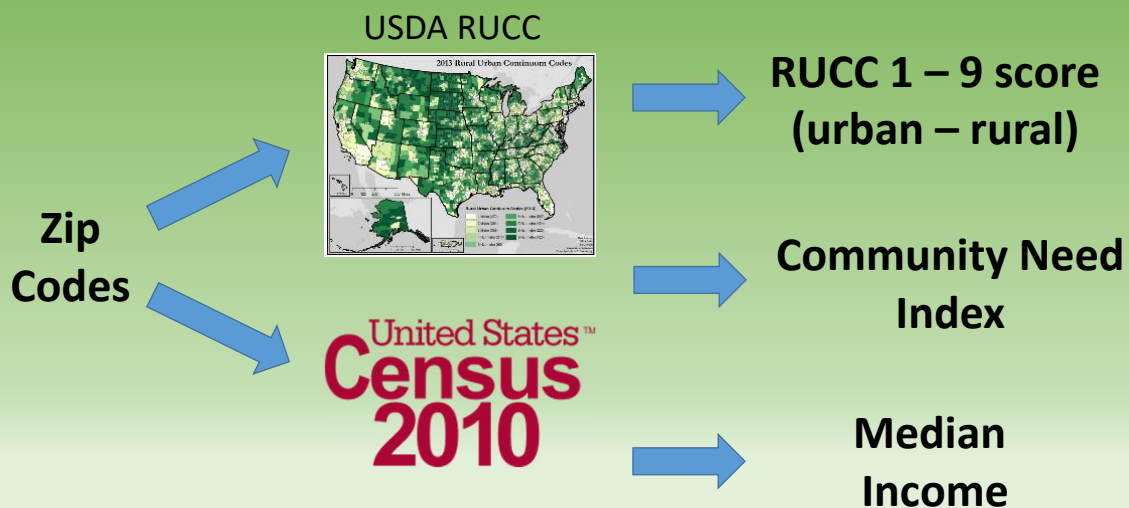 USDA RUCC
2013 Rural Urban Continuum Codes
RUCC 1 – 9 score
(urban – rural)
Zip
Codes
Community Need
Index
United States™
Census
2010
Median
Income